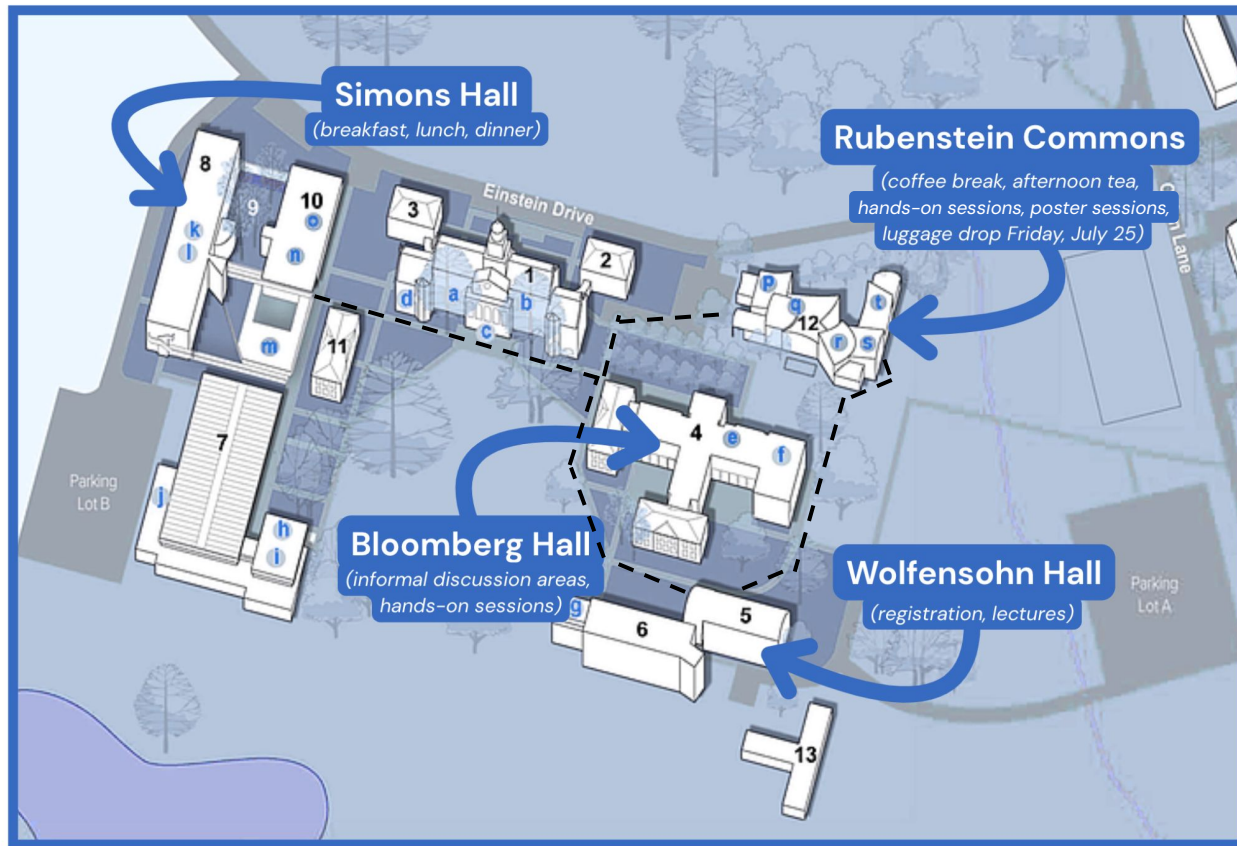 Simons Hall
(breakfast, lunch, dinner)
Rubenstein Commons
(coffee break, afternoon tea,
hands-on sessions, poster sessions,
luggage drop Friday, July 25)
Einstein Drive
Lane
8
9
10
k
l
o
n
m
3
2
1
a
b
c
d
11
p
q
12
r
s
t
4
e
f
7
j
h
i
Parking
Lot B
Bloomberg Hall
(informal discussion areas,
hands-on sessions)
g
6
5
Wolfensohn Hall
(registration, lectures)
Parking
Lot A
13